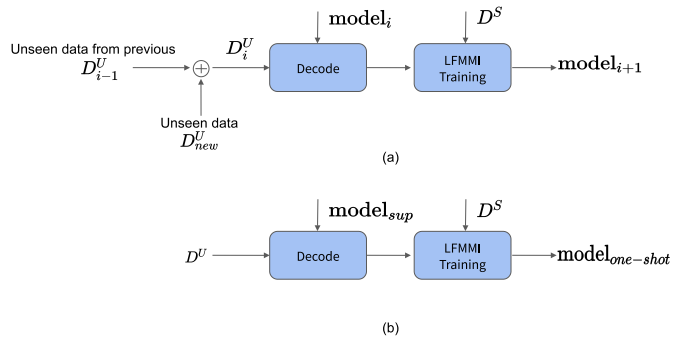 model_i D^S
Unseen data from previous
D^U_{i-1} D^U_i Decode LFMMI Training model_{i+1}
Unseen data
D^U_{new}
(a)
model_{sup} D^S
D^U Decode LFMMI Training model_{one-shot}
(b)